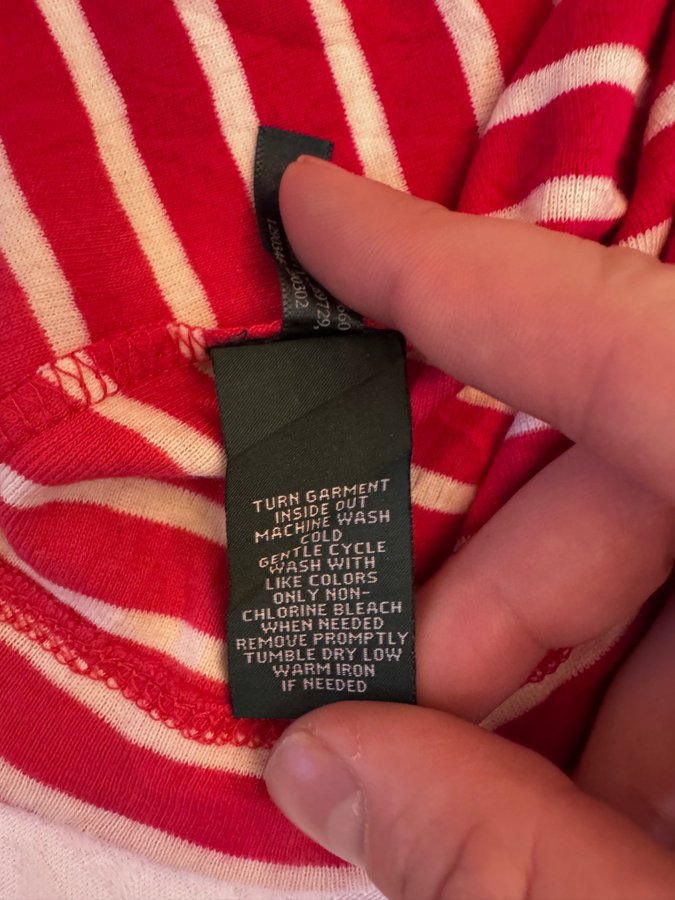 TURN GARMENT
INSIDE OUT
MACHINE WASH
COLD
GENTLE CYCLE
WASH WITH
LIKE COLORS
ONLY NON-
CHLORINE BLEACH
WHEN NEEDED
REMOVE PROMPTLY
TUMBLE DRY LOW
WARM IRON
IF NEEDED